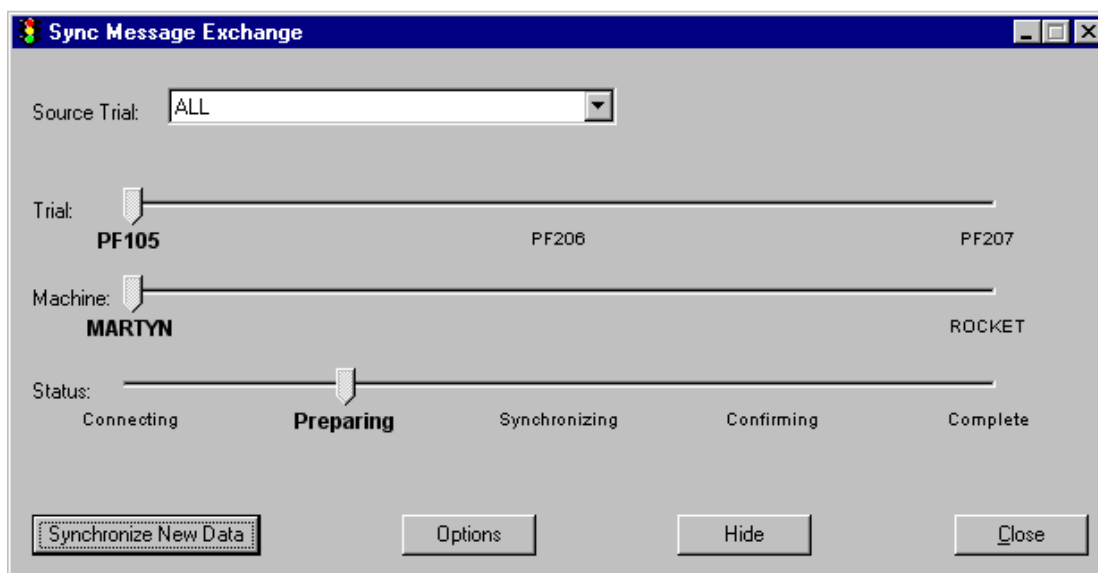 Sync Message Exchange
Source Trial: ALL
Trial:
PF105 PF206 PF207
Machine:
MARTYN ROCKET
Status:
Connecting Preparing Synchronizing Confirming Complete
Synchronize New Data Options Hide Close